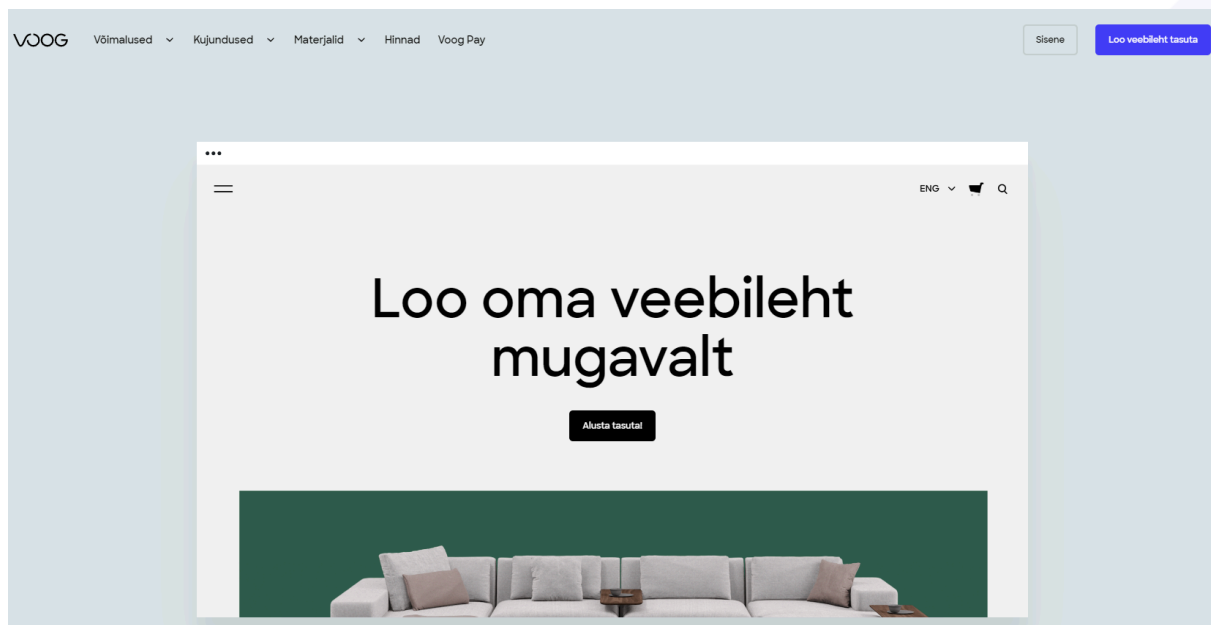 VOOG Võimalused Kujundused Materjalid Hinnad Voog Pay Sisene Loo veebileht tasuta
ENG
Loo oma veebileht
mugavalt
Alusta tasuta!